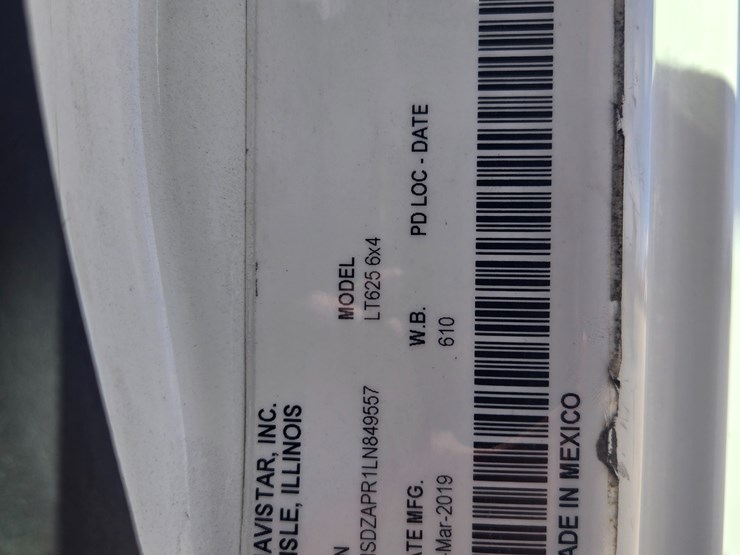 AVISTAR, INC.
ISLE, ILLINOIS
N MODEL
SDZAPR1LN849557 LT625 6x4
ATE MFG. W.B. PD LOC - DATE
-Mar-2019 610
ADE IN MEXICO